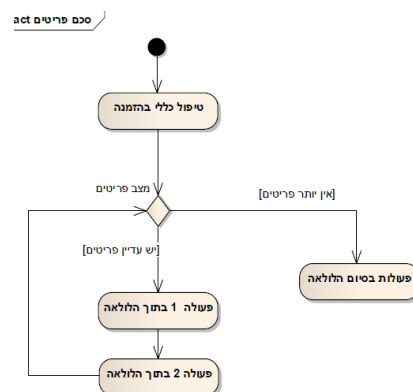 act סכם פריטים
טיפול כללי בהזמנה
מצב פריטים
[אין יותר פריטים]
[יש עדיין פריטים]
פעולות בסיום הלולאה
פעולה 1 בתוך הלולאה
פעולה 2 בתוך הלולאה